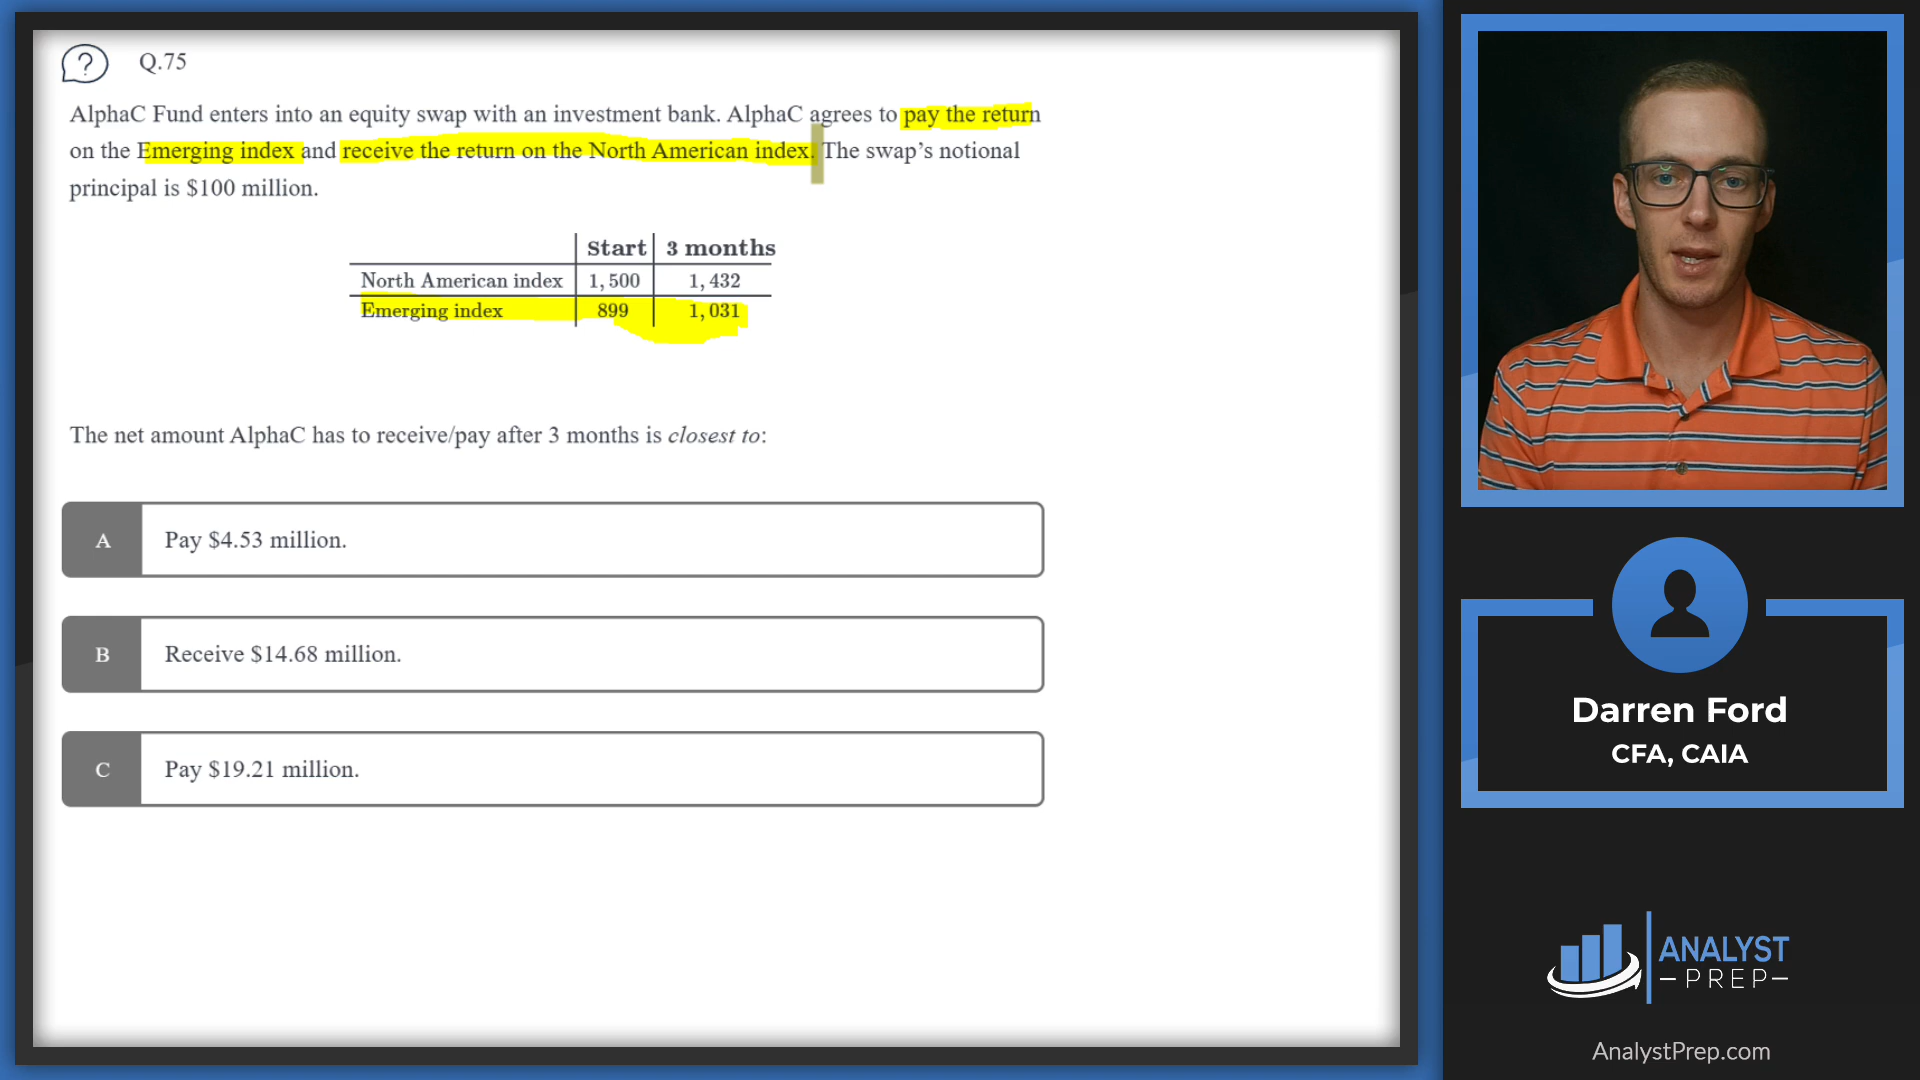 Q.75
AlphaC Fund enters into an equity swap with an investment bank. AlphaC agrees to pay the return
on the Emerging index and receive the return on the North American index. The swap’s notional
principal is $100 million.
Start 3 months
North American index 1, 500 1, 432
Emerging index 899 1, 031
The net amount AlphaC has to receive/pay after 3 months is closest to:
A Pay $4.53 million.
B Receive $14.68 million.
C Pay $19.21 million.
Darren Ford
CFA, CAIA
ANALYST
PREP
AnalystPrep.com